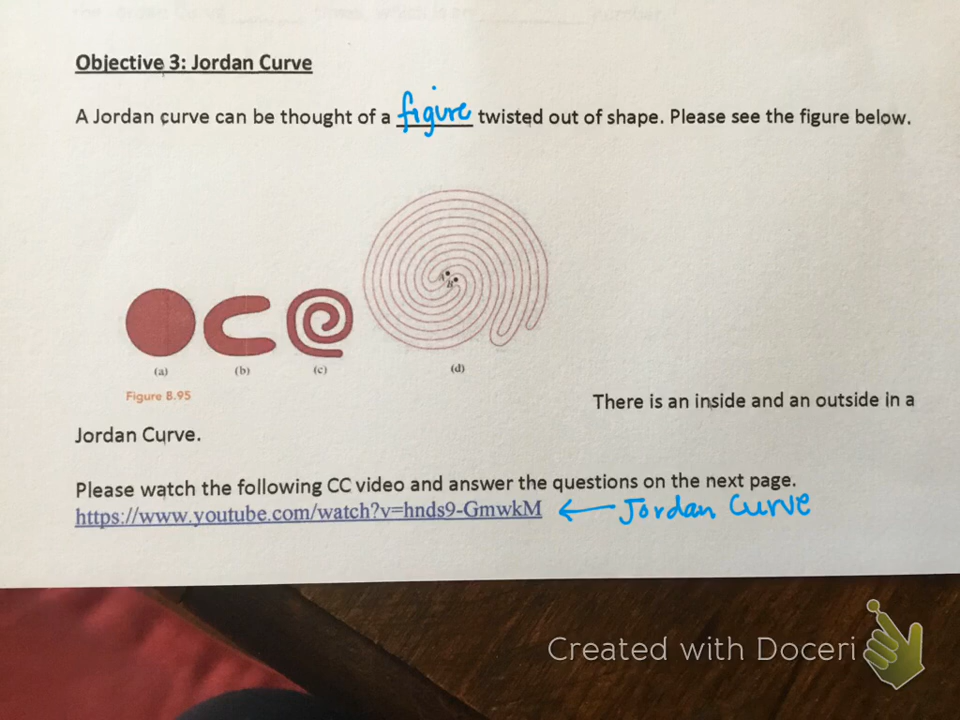 Objective 3: Jordan Curve
A Jordan curve can be thought of a figure twisted out of shape. Please see the figure below.
A
B
(a) (b) (c) (d)
Figure 8.95
There is an inside and an outside in a
Jordan Curve.
Please watch the following CC video and answer the questions on the next page.
https://www.youtube.com/watch?v=hnds9-GmwkM ← Jordan Curve
Created with Doceri